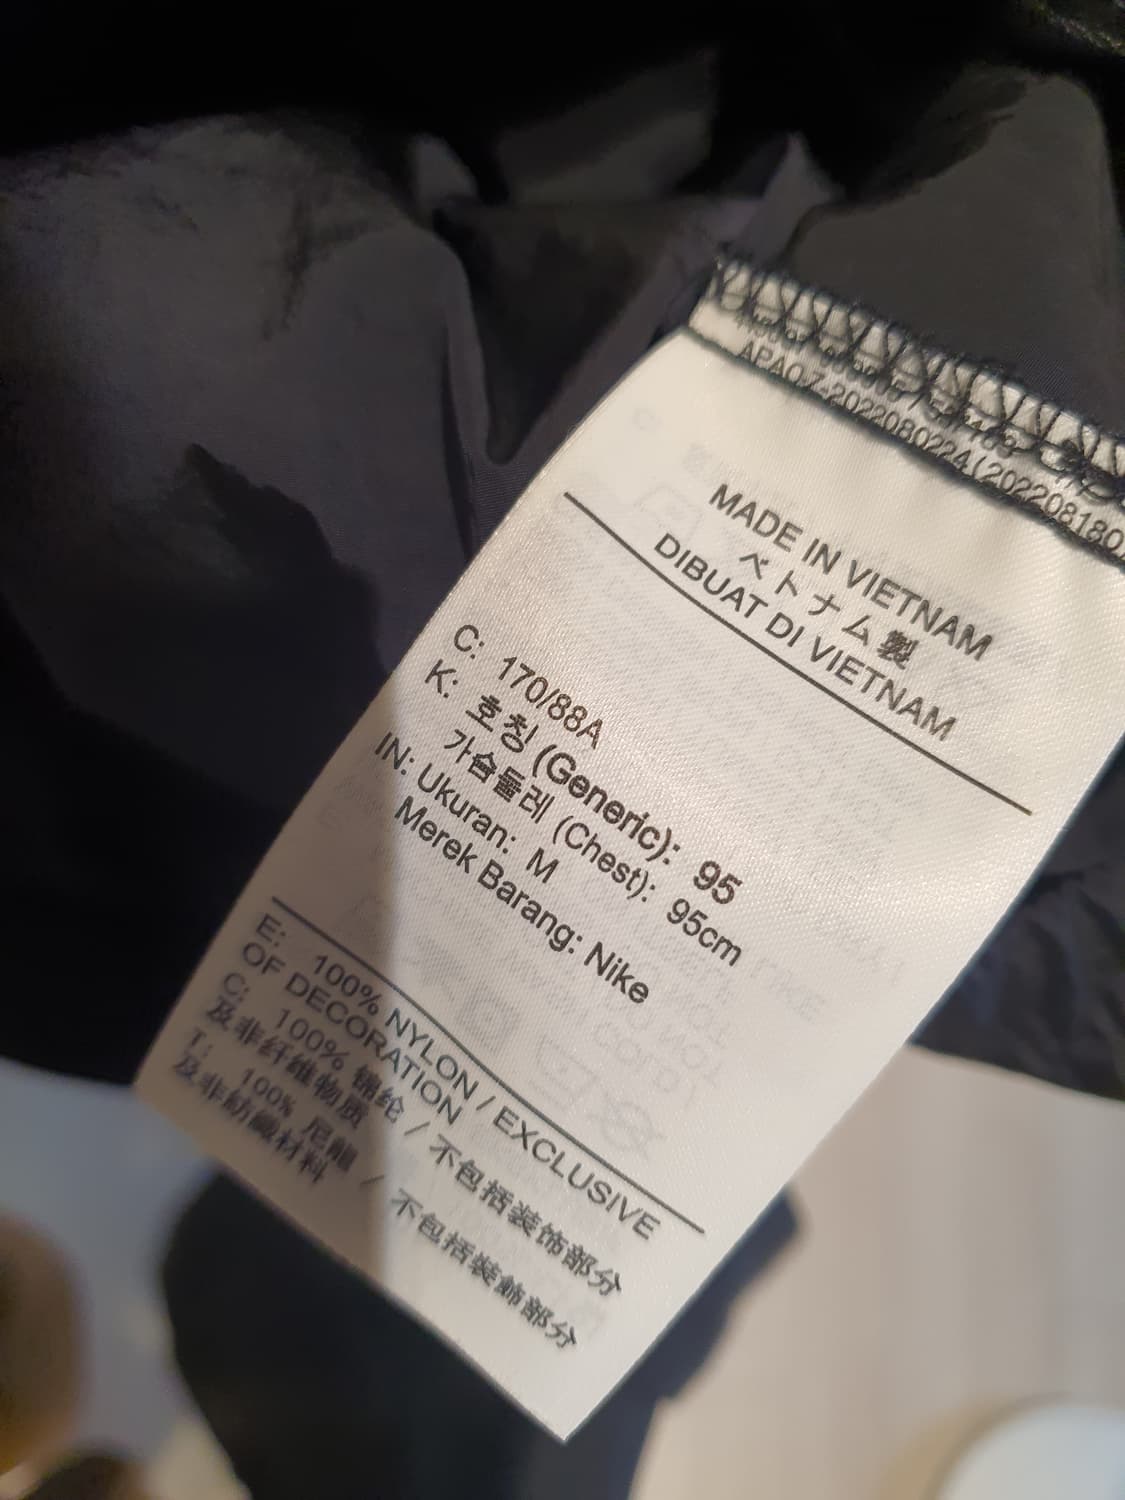 APAO Z-2022080224(20220818
MADE IN VIETNAM
ベトナム製
DIBUAT DI VIETNAM
C: 170/88A
K: 호칭 (Generic): 95
가슴둘레 (Chest): 95cm
IN: Ukuran: M
Merek Barang: Nike
E: 100% NYLON / EXCLUSIVE
OF DECORATION
C: 100% 锦纶 / 不包括装饰部分
及非纤维物质
T: 100% 尼龍 / 不包括裝飾部分
及非紡織材料